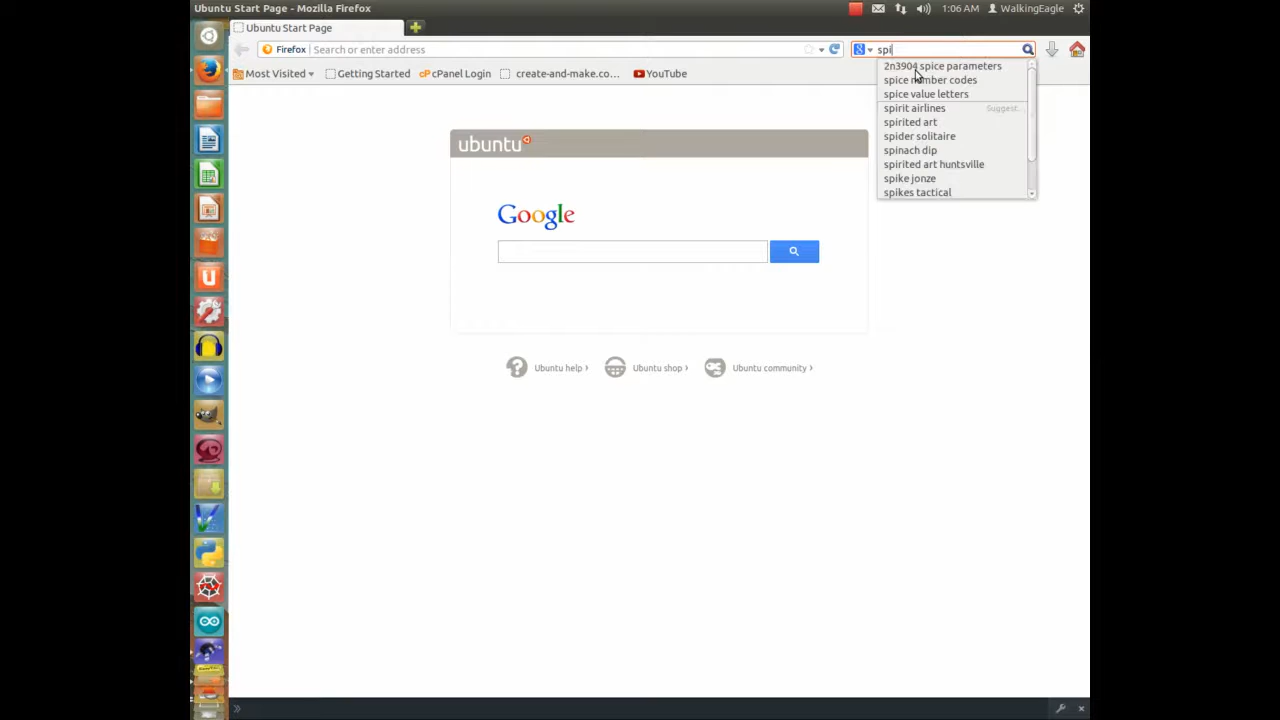 Ubuntu Start Page - Mozilla Firefox
1:06 AM
WalkingEagle
Ubuntu Start Page
Firefox
Search or enter address
8
spi
Most Visited
Getting Started
cP cPanel Login
create-and-make.co...
YouTube
2n3904 spice parameters
spice number codes
spice value letters
spirit airlines
Suggest...
spirited art
spider solitaire
spinach dip
spirited art huntsville
spike jonze
spikes tactical
ubuntu
Google
Ubuntu help ›
Ubuntu shop ›
Ubuntu community ›